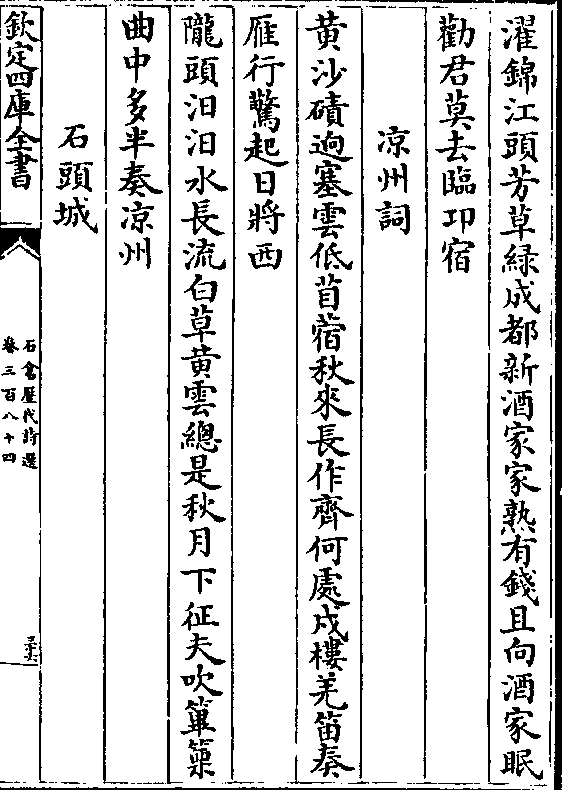 濯錦江頭芳草緑成都新酒家家熟有錢且向酒家眠
勸君莫去臨卭宿
凉州詞
黄沙磧逈塞雲低苜蓿秋來長作齊何處戍樓羌笛奏
雁行驚起日將西
隴頭汨汨水長流白草黄雲總是秋月下征夫吹篳篥
曲中多半奏凉州
石頭城
欽定四庫全書
石倉歷代詩選
卷三百八十四